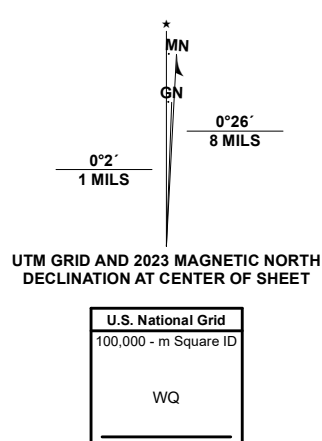 ★
MN
GN
0°26´
8 MILS
0°2´
1 MILS
UTM GRID AND 2023 MAGNETIC NORTH
DECLINATION AT CENTER OF SHEET
U.S. National Grid
100,000 - m Square ID
WQ